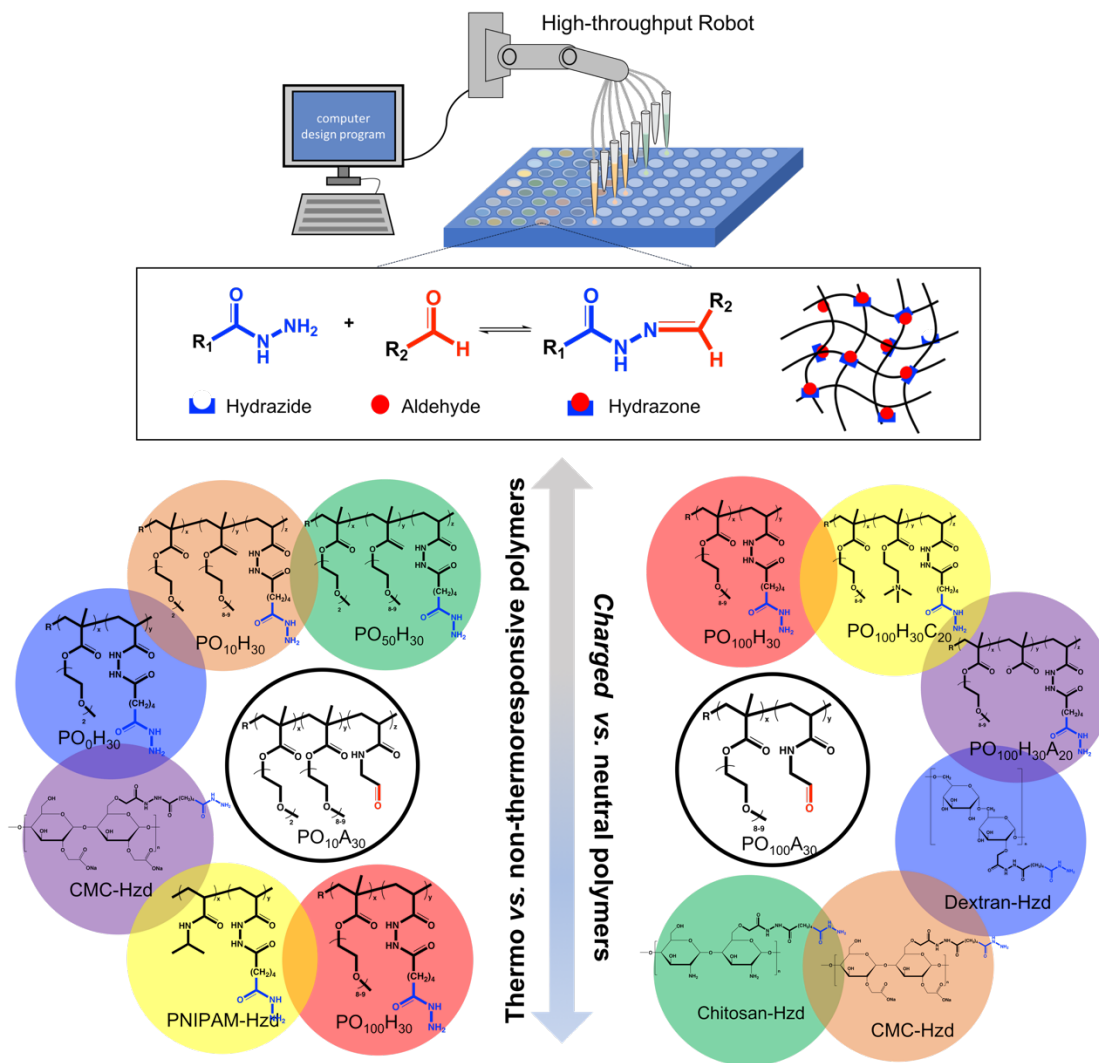 High-throughput Robot
computer
design program
O
R₁
N
H
NH₂
+
O
R₂
H
O
R₁
N
H
N
R₂
H
Hydrazide
Aldehyde
Hydrazone
Thermo vs. non-thermoresponsive polymers
Charged vs. neutral polymers
PO₁₀H₃₀
PO₅₀H₃₀
PO₀H₃₀
PO₁₀A₃₀
CMC-Hzd
PNIPAM-Hzd
PO₁₀₀H₃₀
PO₁₀₀H₃₀
PO₁₀₀H₃₀C₂₀
PO₁₀₀H₃₀A₂₀
PO₁₀₀A₃₀
Dextran-Hzd
Chitosan-Hzd
CMC-Hzd